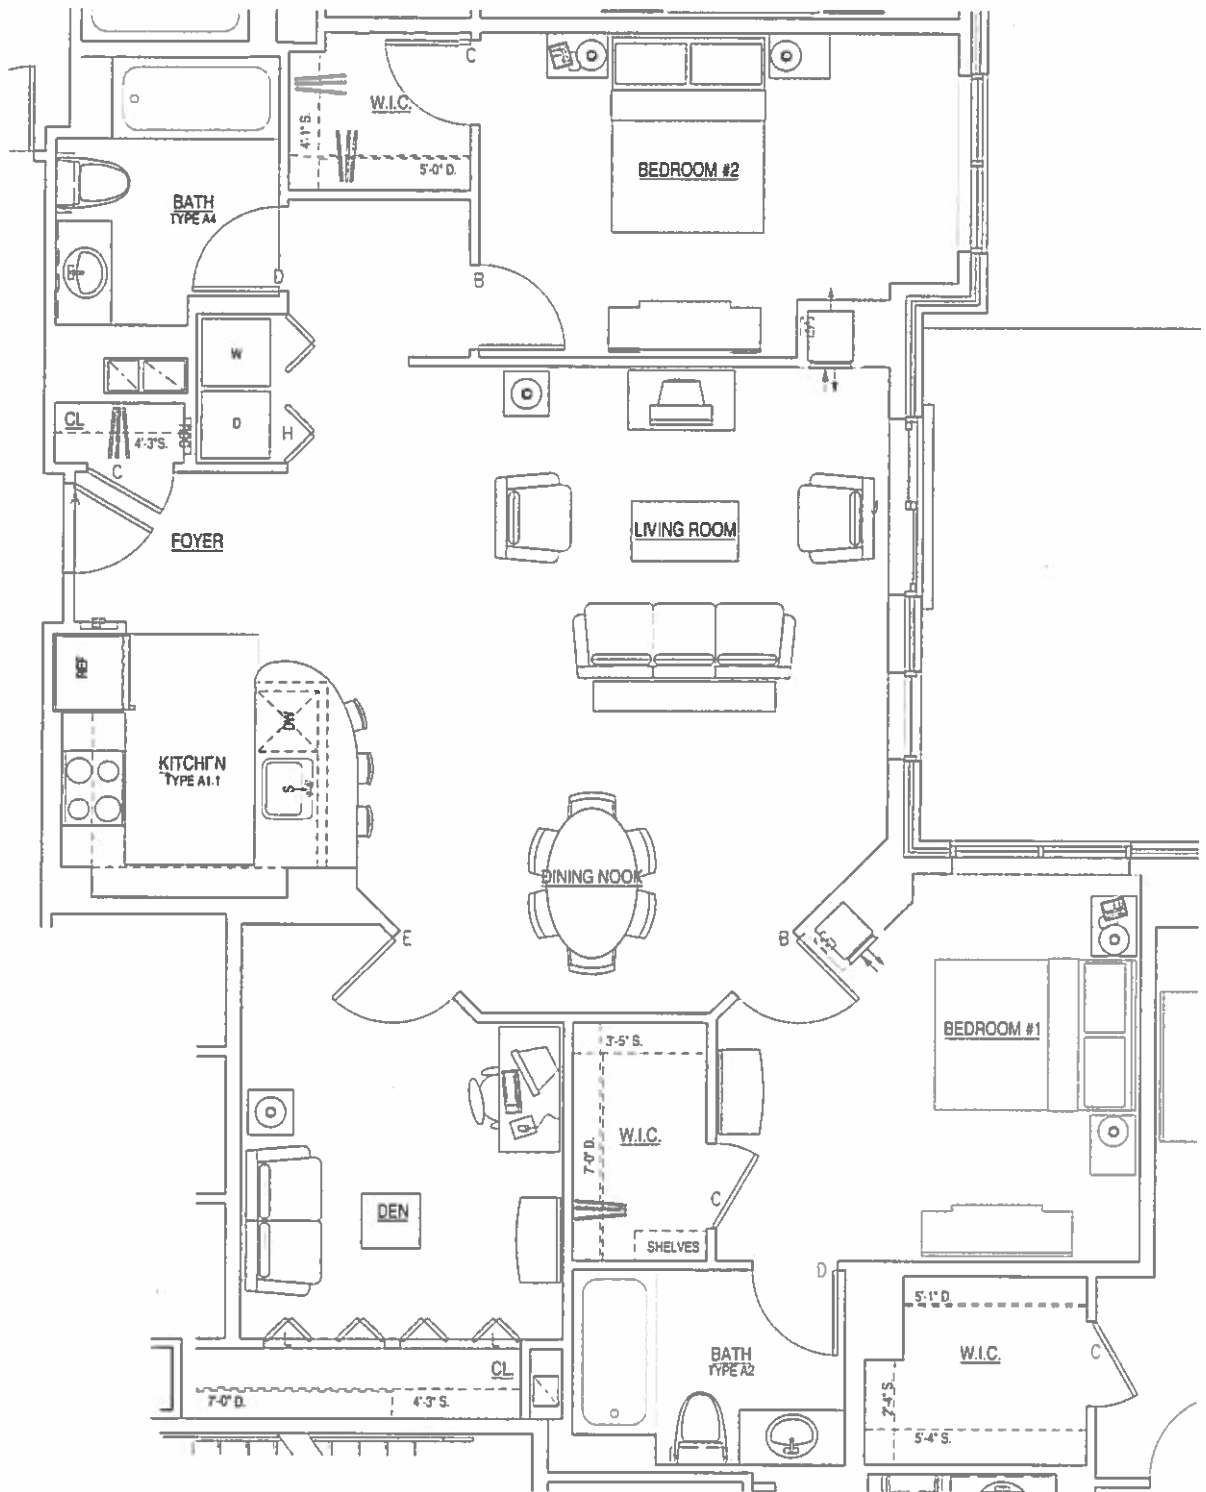 C
W.I.C.
4'-1" S.
5'-0" D.
BEDROOM #2
BATH
TYPE A4
D
B
W
D
H
CL
4'-3" S.
C
A
FOYER
LIVING ROOM
EP
REF
DW
KITCHEN
TYPE A1.1
S
DINING NOOK
E
B
BEDROOM #1
3'-5" S.
W.I.C.
7'-0" D.
C
SHELVES
DEN
D
5'-1" D.
W.I.C.
C
2'-4" S.
5'-4" S.
BATH
TYPE A2
L
L
CL
7'-0" D.
4'-3" S.